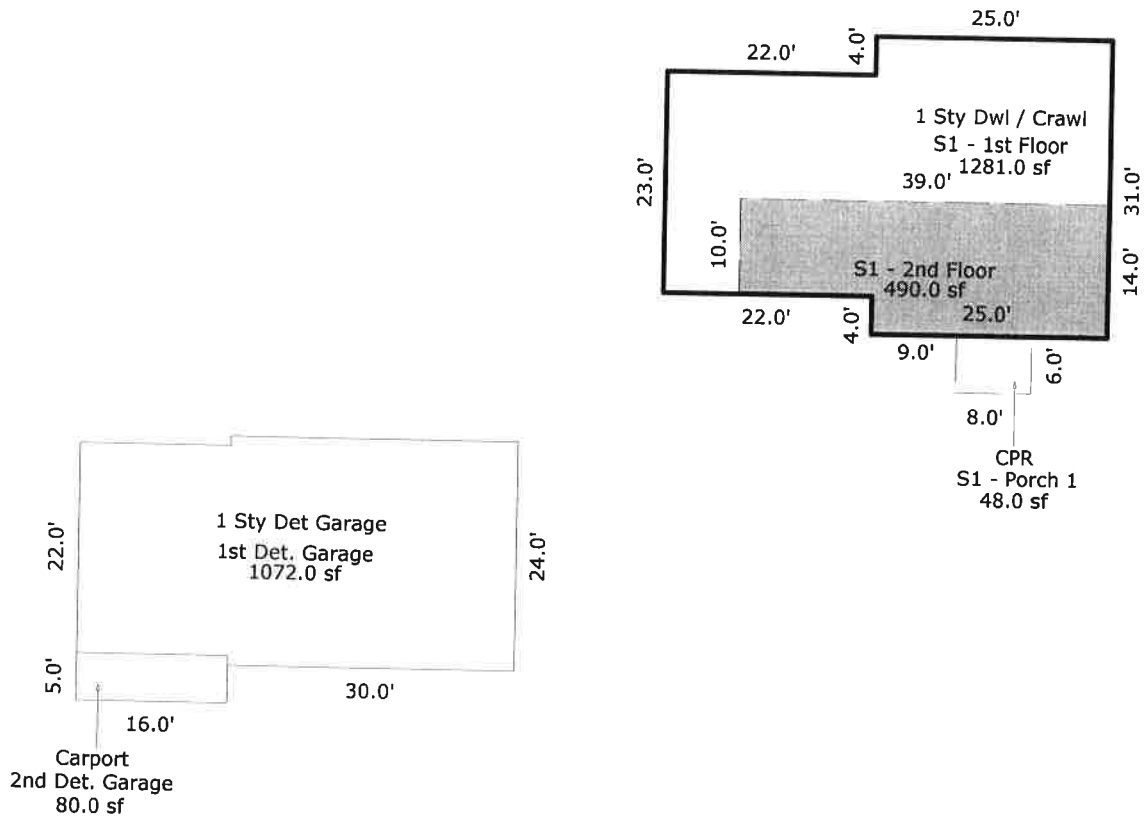 25.0'
22.0'
4.0'
1 Sty Dwl / Crawl
S1 - 1st Floor
1281.0 sf
23.0'
39.0'
31.0'
10.0'
S1 - 2nd Floor
490.0 sf
14.0'
22.0'
4.0'
25.0'
9.0'
6.0'
8.0'
CPR
S1 - Porch 1
48.0 sf
22.0'
1 Sty Det Garage
1st Det. Garage
1072.0 sf
24.0'
5.0'
30.0'
16.0'
Carport
2nd Det. Garage
80.0 sf